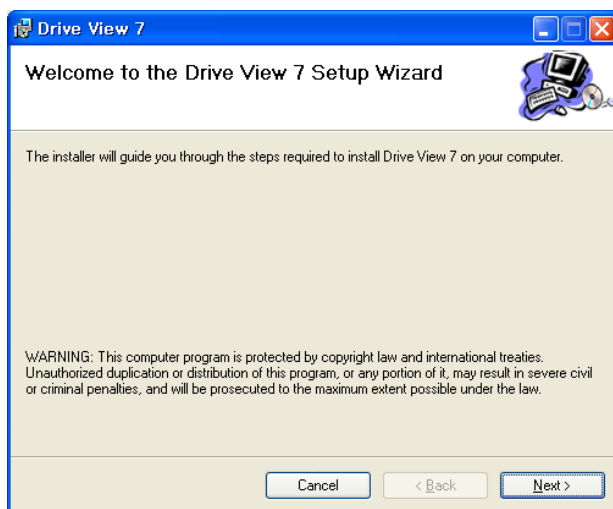 Drive View 7
Welcome to the Drive View 7 Setup Wizard
The installer will guide you through the steps required to install Drive View 7 on your computer.
WARNING: This computer program is protected by copyright law and international treaties.
Unauthorized duplication or distribution of this program, or any portion of it, may result in severe civil
or criminal penalties, and will be prosecuted to the maximum extent possible under the law.
Cancel
< Back
Next >